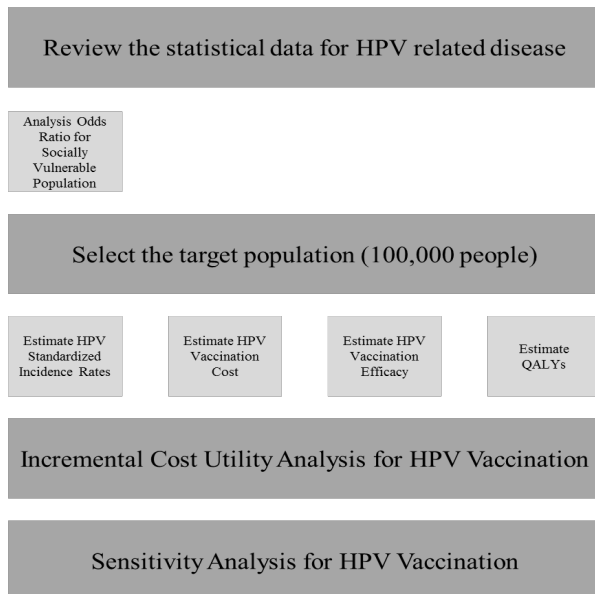 Review the statistical data for HPV related disease
Analysis Odds
Ratio for
Socially
Vulnerable
Population
Select the target population (100,000 people)
Estimate HPV
Standardized
Incidence Rates
Estimate HPV
Vaccination
Cost
Estimate HPV
Vaccination
Efficacy
Estimate
QALYs
Incremental Cost Utility Analysis for HPV Vaccination
Sensitivity Analysis for HPV Vaccination